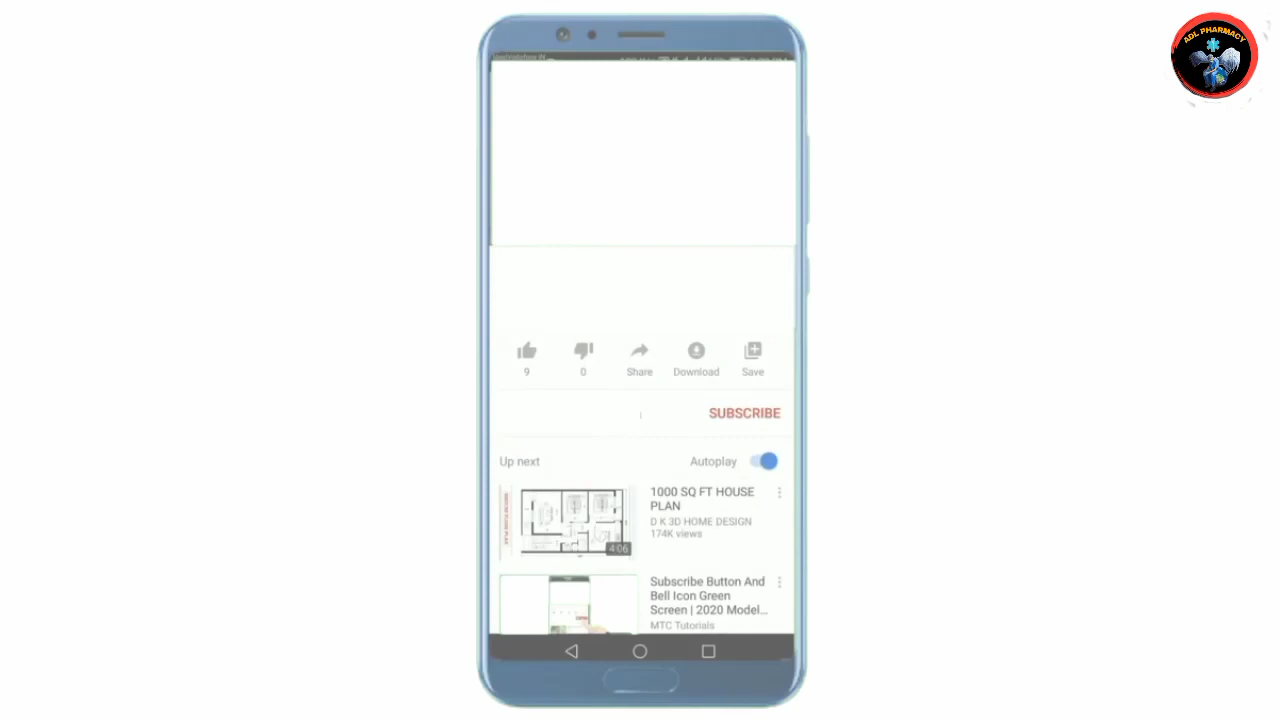 ADL PHARMACY
9
0
Share
Download
Save
SUBSCRIBE
Up next
Autoplay
1000 SQ FT HOUSE
PLAN
D K 3D HOME DESIGN
174K views
4:06
Subscribe Button And
Bell Icon Green
Screen | 2020 Model...
MTC Tutorials